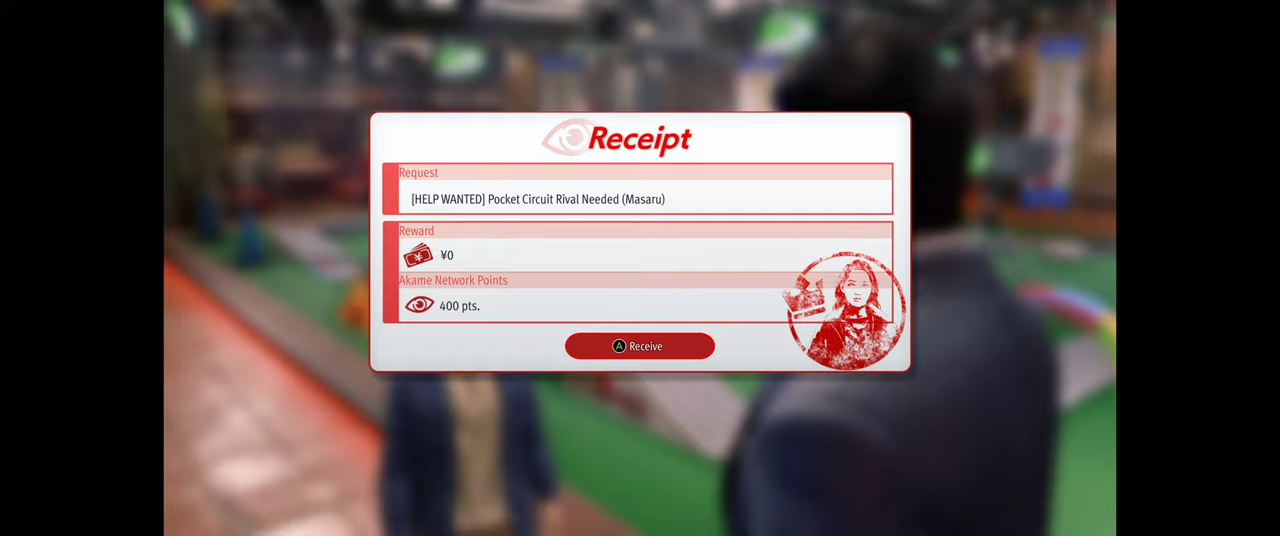 Receipt
Request
[HELP WANTED] Pocket Circuit Rival Needed (Masaru)
Reward
¥0
Akame Network Points
400 pts.
A Receive